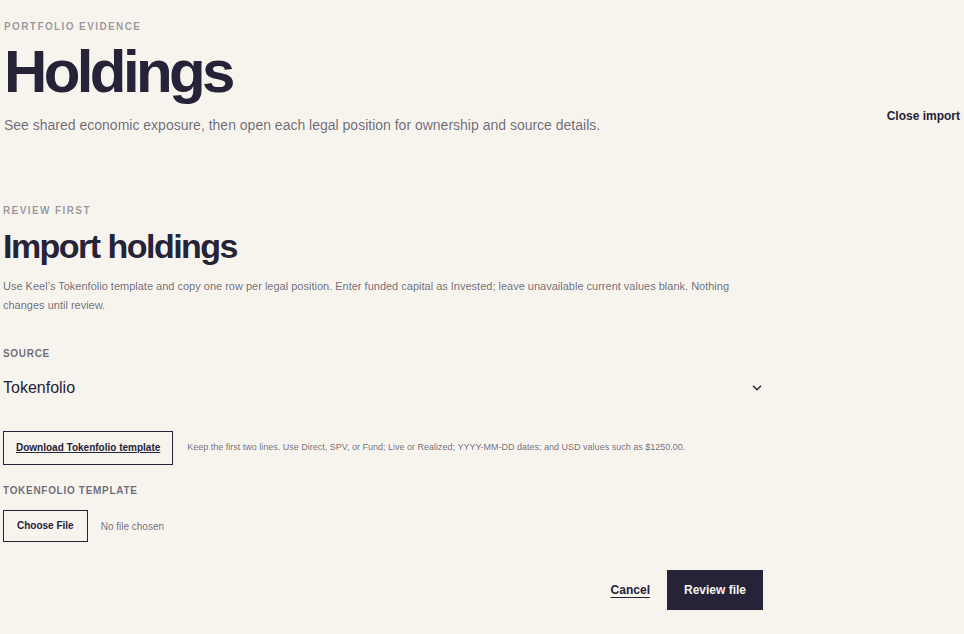 PORTFOLIO EVIDENCE
Holdings
See shared economic exposure, then open each legal position for ownership and source details.
Close import
REVIEW FIRST
Import holdings
Use Keel’s Tokenfolio template and copy one row per legal position. Enter funded capital as Invested; leave unavailable current values blank. Nothing
changes until review.
SOURCE
Tokenfolio
Download Tokenfolio template
Keep the first two lines. Use Direct, SPV, or Fund; Live or Realized; YYYY-MM-DD dates; and USD values such as $1250.00.
TOKENFOLIO TEMPLATE
Choose File
No file chosen
Cancel
Review file